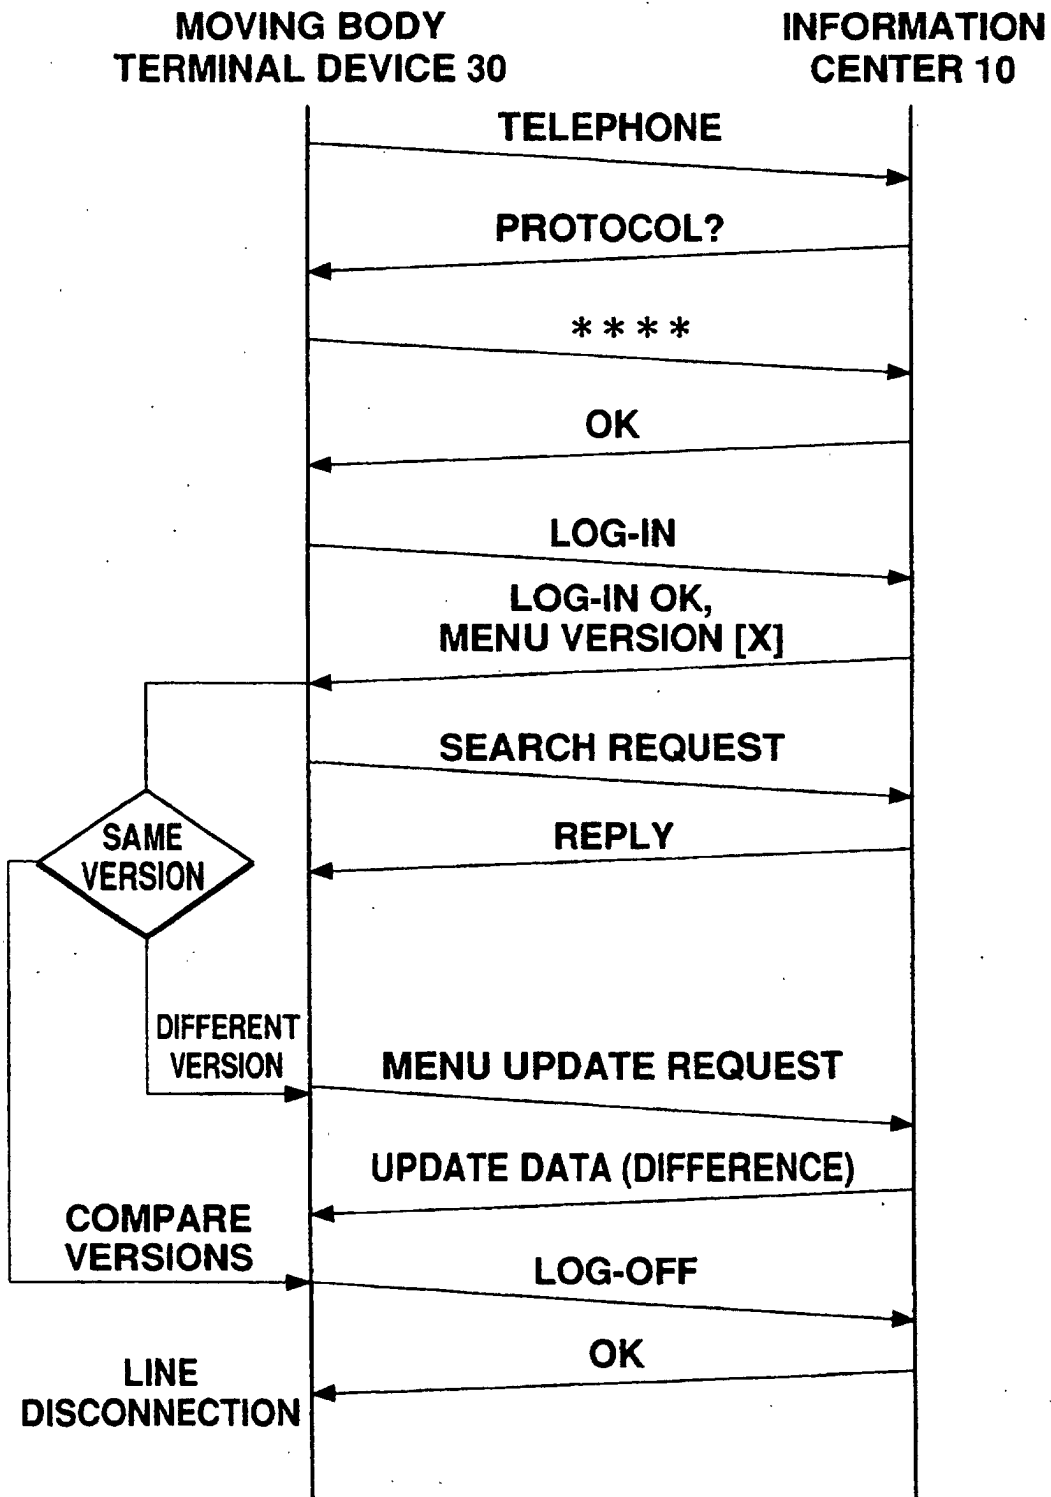 MOVING BODY
TERMINAL DEVICE 30
INFORMATION
CENTER 10
TELEPHONE
PROTOCOL?
****
OK
LOG-IN
LOG-IN OK,
MENU VERSION [X]
SEARCH REQUEST
SAME
VERSION
REPLY
DIFFERENT
VERSION
MENU UPDATE REQUEST
UPDATE DATA (DIFFERENCE)
COMPARE
VERSIONS
LOG-OFF
OK
LINE
DISCONNECTION